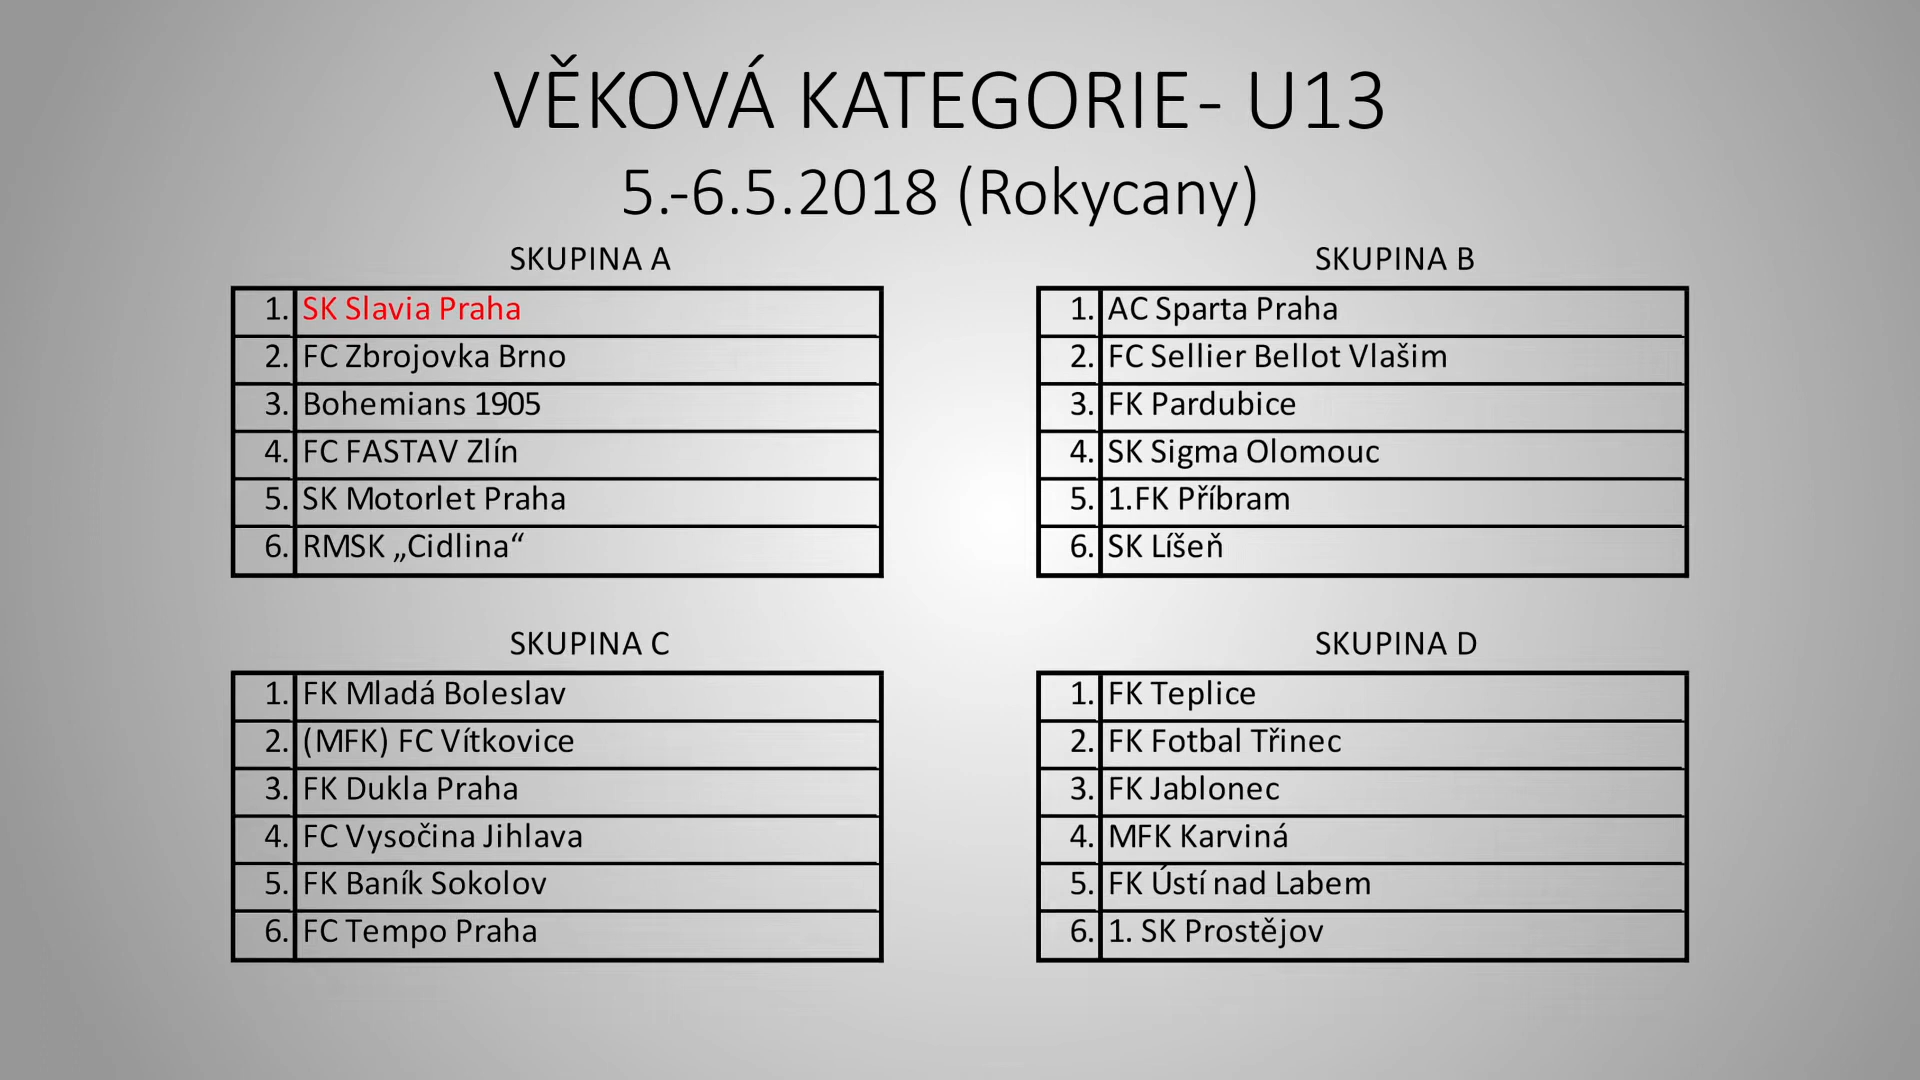 VĚKOVÁ KATEGORIE- U13
5.-6.5.2018 (Rokycany)
SKUPINA A
1. SK Slavia Praha
2. FC Zbrojovka Brno
3. Bohemians 1905
4. FC FASTAV Zlín
5. SK Motorlet Praha
6. RMSK „Cidlina“
SKUPINA B
1. AC Sparta Praha
2. FC Sellier Bellot Vlašim
3. FK Pardubice
4. SK Sigma Olomouc
5. 1.FK Příbram
6. SK Líšeň
SKUPINA C
1. FK Mladá Boleslav
2. (MFK) FC Vítkovice
3. FK Dukla Praha
4. FC Vysočina Jihlava
5. FK Baník Sokolov
6. FC Tempo Praha
SKUPINA D
1. FK Teplice
2. FK Fotbal Třinec
3. FK Jablonec
4. MFK Karviná
5. FK Ústí nad Labem
6. 1. SK Prostějov